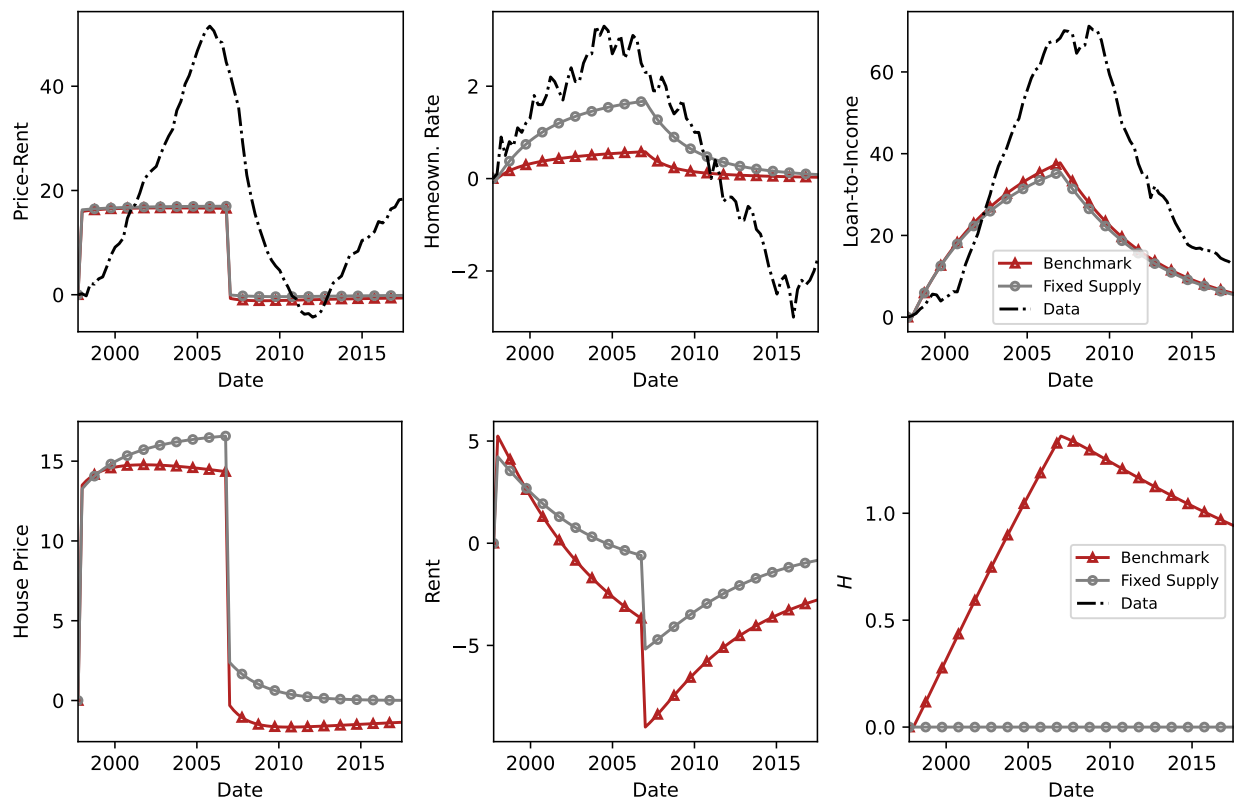 Price-Rent
40
20
0
2000 2005 2010 2015
Date
Homeown. Rate
2
0
−2
2000 2005 2010 2015
Date
Loan-to-Income
60
40
20
0
Benchmark
Fixed Supply
Data
2000 2005 2010 2015
Date
House Price
15
10
5
0
2000 2005 2010 2015
Date
Rent
5
0
−5
2000 2005 2010 2015
Date
H
1.0
0.5
0.0
Benchmark
Fixed Supply
Data
2000 2005 2010 2015
Date